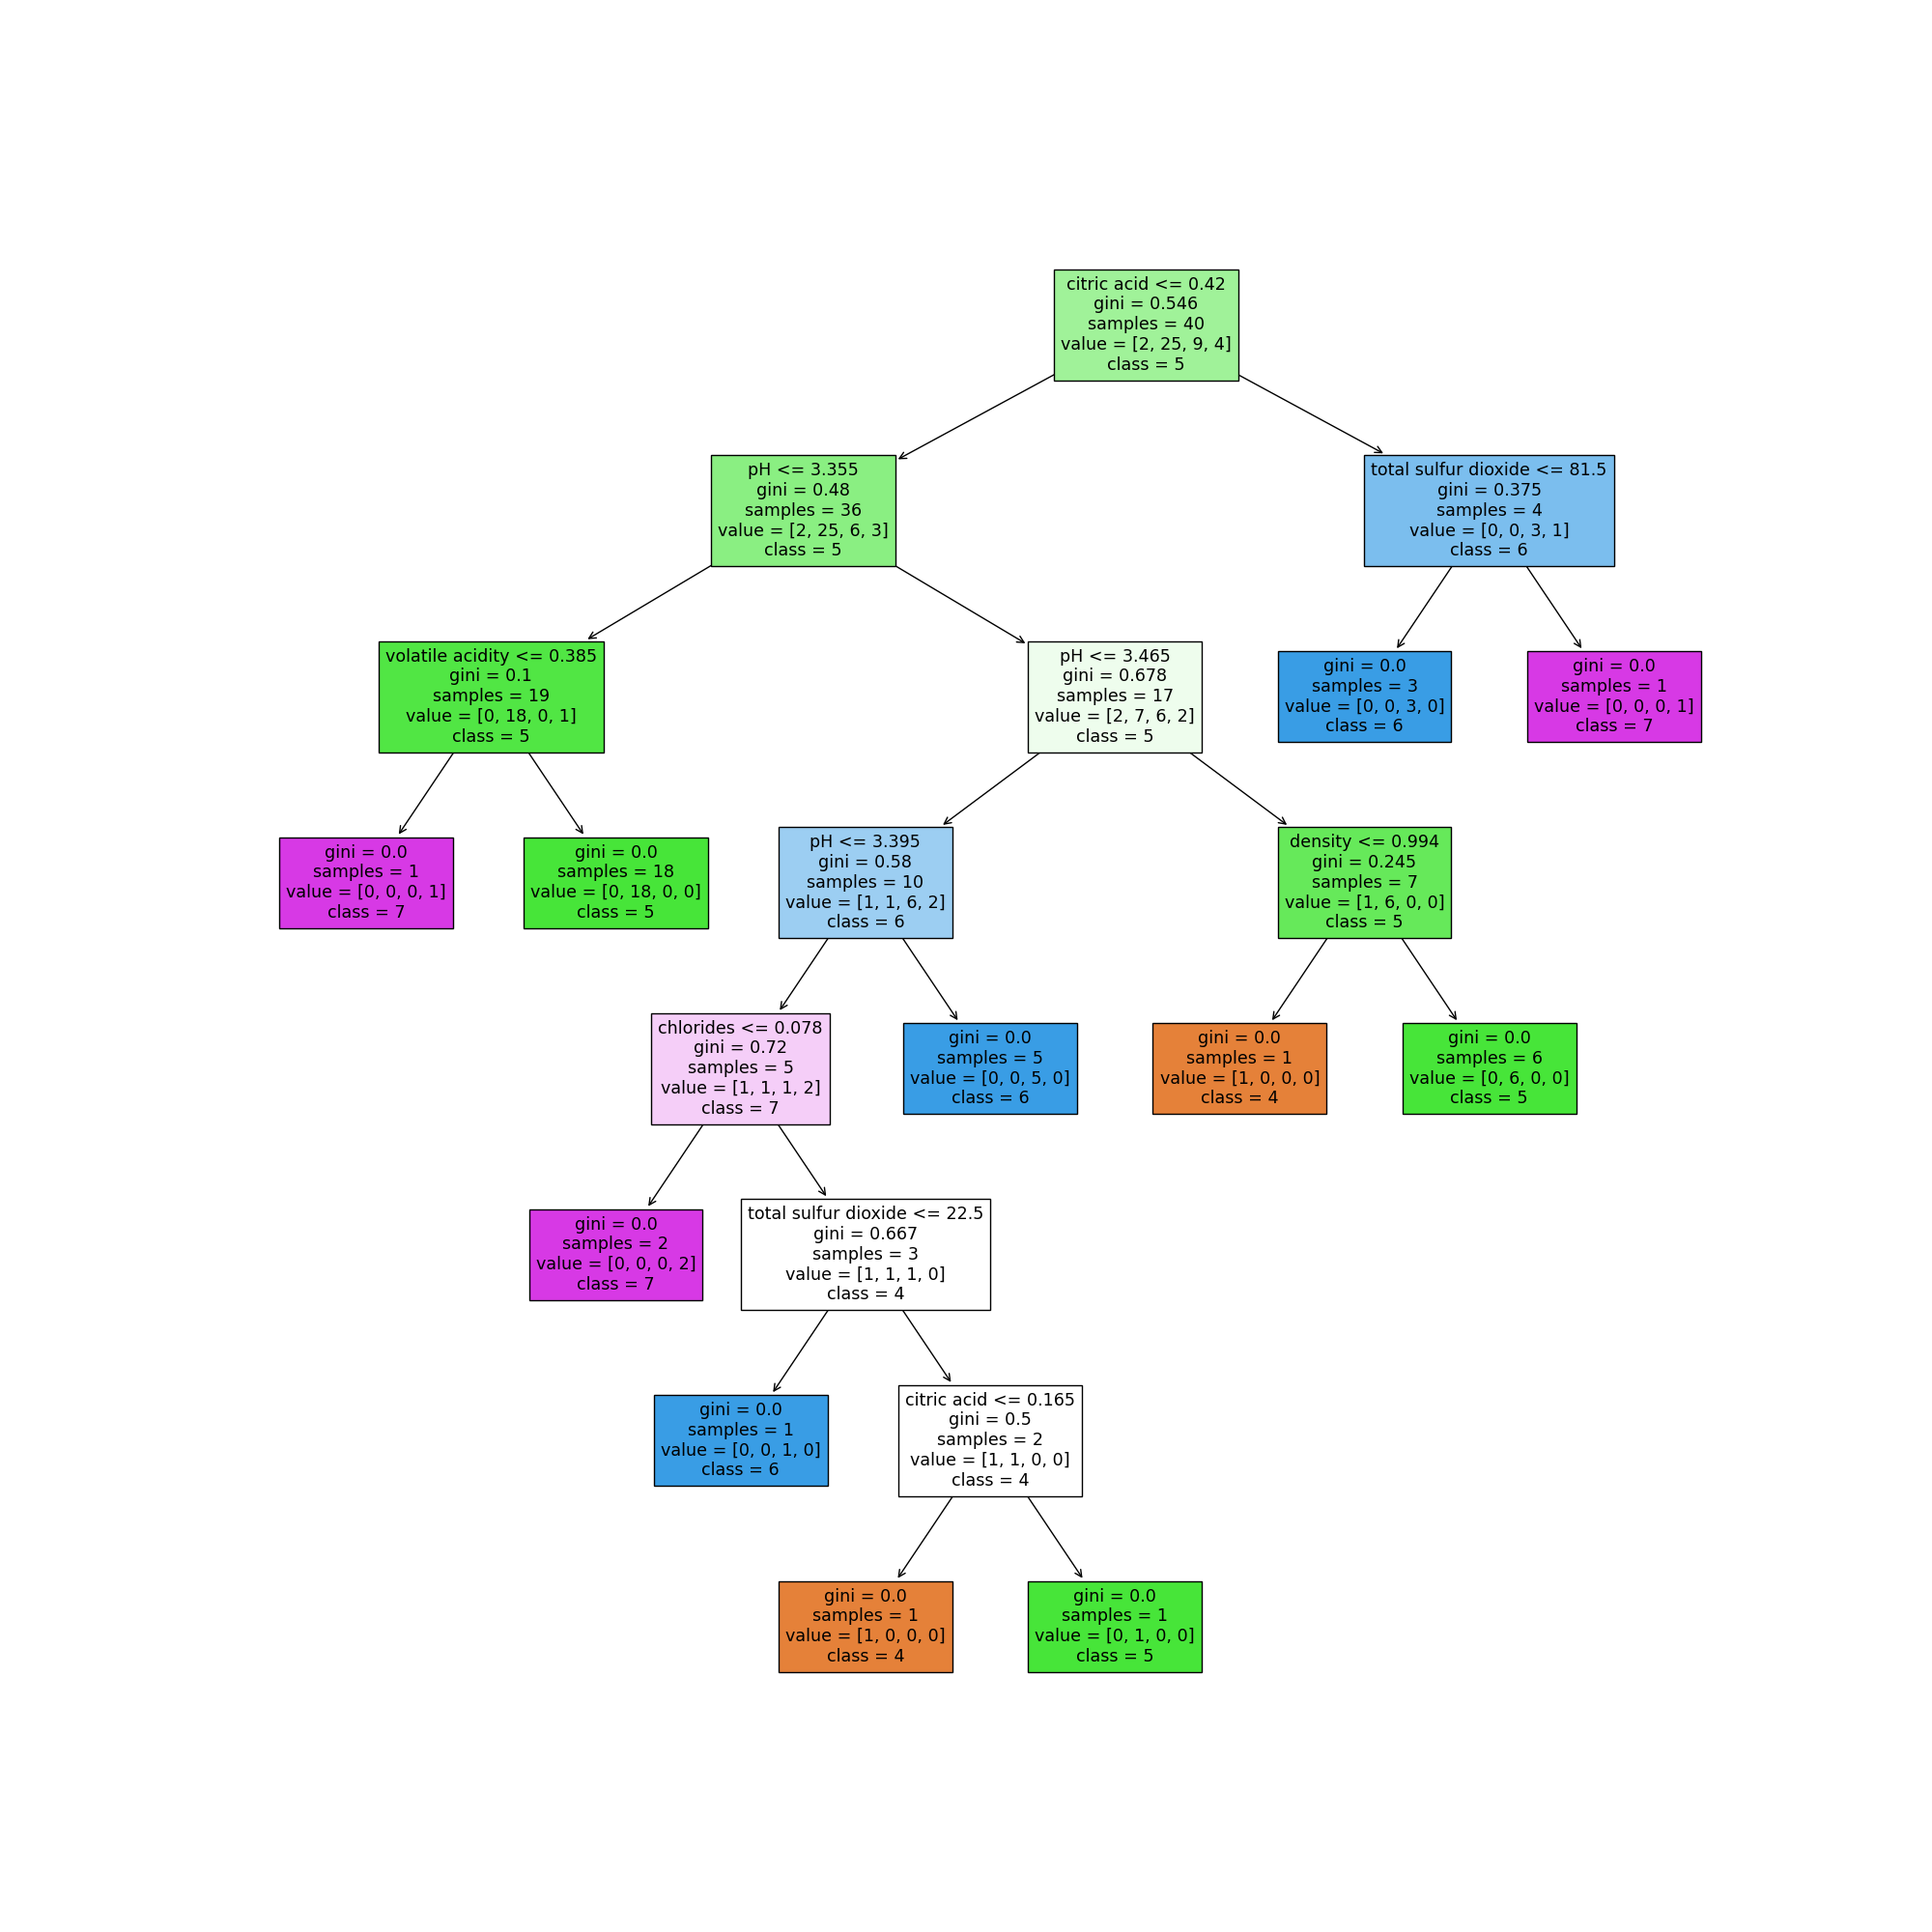 citric acid <= 0.42
gini = 0.546
samples = 40
value = [2, 25, 9, 4]
class = 5
pH <= 3.355
gini = 0.48
samples = 36
value = [2, 25, 6, 3]
class = 5
total sulfur dioxide <= 81.5
gini = 0.375
samples = 4
value = [0, 0, 3, 1]
class = 6
volatile acidity <= 0.385
gini = 0.1
samples = 19
value = [0, 18, 0, 1]
class = 5
pH <= 3.465
gini = 0.678
samples = 17
value = [2, 7, 6, 2]
class = 5
gini = 0.0
samples = 3
value = [0, 0, 3, 0]
class = 6
gini = 0.0
samples = 1
value = [0, 0, 0, 1]
class = 7
gini = 0.0
samples = 1
value = [0, 0, 0, 1]
class = 7
gini = 0.0
samples = 18
value = [0, 18, 0, 0]
class = 5
pH <= 3.395
gini = 0.58
samples = 10
value = [1, 1, 6, 2]
class = 6
density <= 0.994
gini = 0.245
samples = 7
value = [1, 6, 0, 0]
class = 5
chlorides <= 0.078
gini = 0.72
samples = 5
value = [1, 1, 1, 2]
class = 7
gini = 0.0
samples = 5
value = [0, 0, 5, 0]
class = 6
gini = 0.0
samples = 1
value = [1, 0, 0, 0]
class = 4
gini = 0.0
samples = 6
value = [0, 6, 0, 0]
class = 5
gini = 0.0
samples = 2
value = [0, 0, 0, 2]
class = 7
total sulfur dioxide <= 22.5
gini = 0.667
samples = 3
value = [1, 1, 1, 0]
class = 4
gini = 0.0
samples = 1
value = [0, 0, 1, 0]
class = 6
citric acid <= 0.165
gini = 0.5
samples = 2
value = [1, 1, 0, 0]
class = 4
gini = 0.0
samples = 1
value = [1, 0, 0, 0]
class = 4
gini = 0.0
samples = 1
value = [0, 1, 0, 0]
class = 5